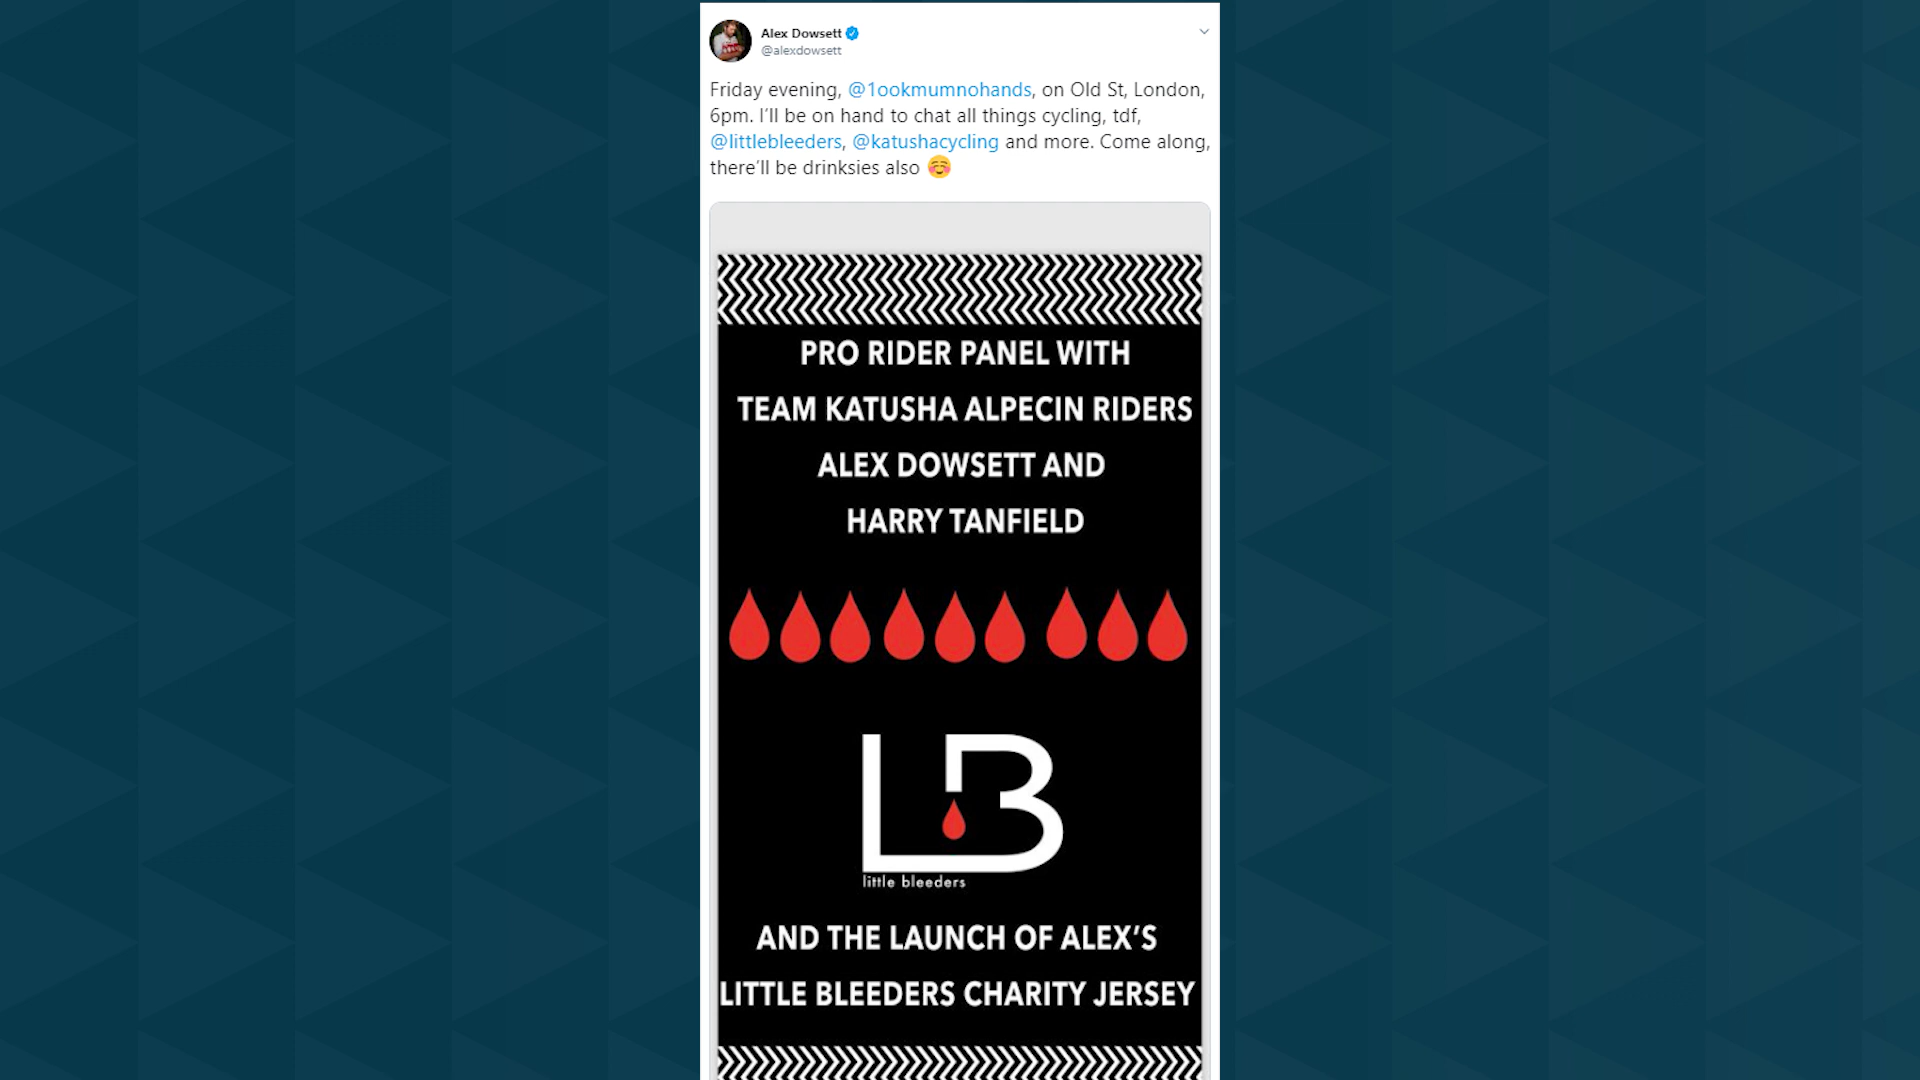 Alex Dowsett
@alexdowsett
Friday evening, @1ookmumnohands, on Old St, London,
6pm. I'll be on hand to chat all things cycling, tdf,
@littlebleeders, @katushacycling and more. Come along,
there'll be drinksies also
PRO RIDER PANEL WITH
TEAM KATUSHA ALPECIN RIDERS
ALEX DOWSETT AND
HARRY TANFIELD
LB
little bleeders
AND THE LAUNCH OF ALEX'S
LITTLE BLEEDERS CHARITY JERSEY